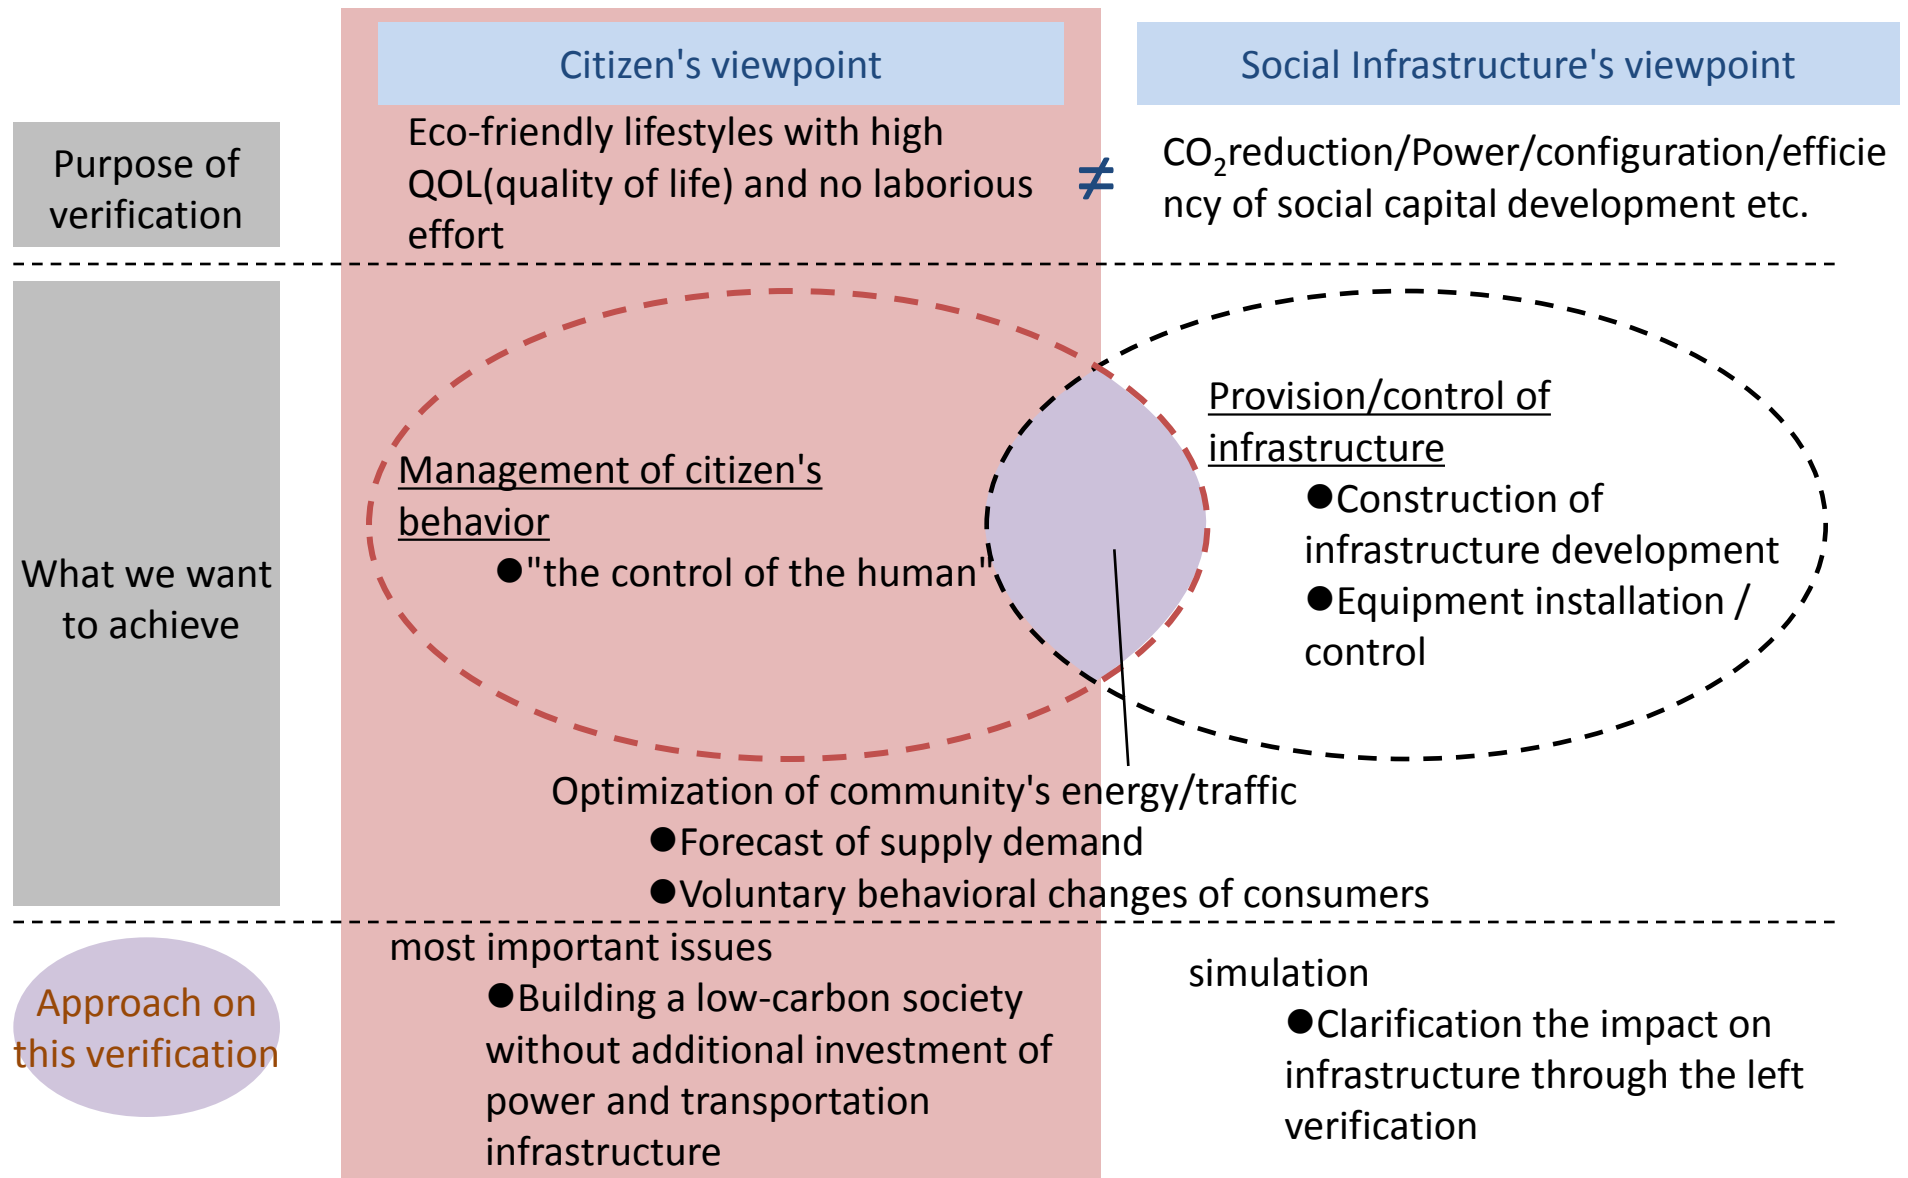 Citizen's viewpoint
Social Infrastructure's viewpoint
Purpose of
verification
Eco-friendly lifestyles with high
QOL(quality of life) and no laborious
effort
≠
CO₂reduction/Power/configuration/efficie
ncy of social capital development etc.
What we want
to achieve
Management of citizen's
behavior
●"the control of the human"
Provision/control of
infrastructure
●Construction of
infrastructure development
●Equipment installation /
control
Optimization of community's energy/traffic
●Forecast of supply demand
●Voluntary behavioral changes of consumers
Approach on
this verification
most important issues
●Building a low-carbon society
without additional investment of
power and transportation
infrastructure
simulation
●Clarification the impact on
infrastructure through the left
verification